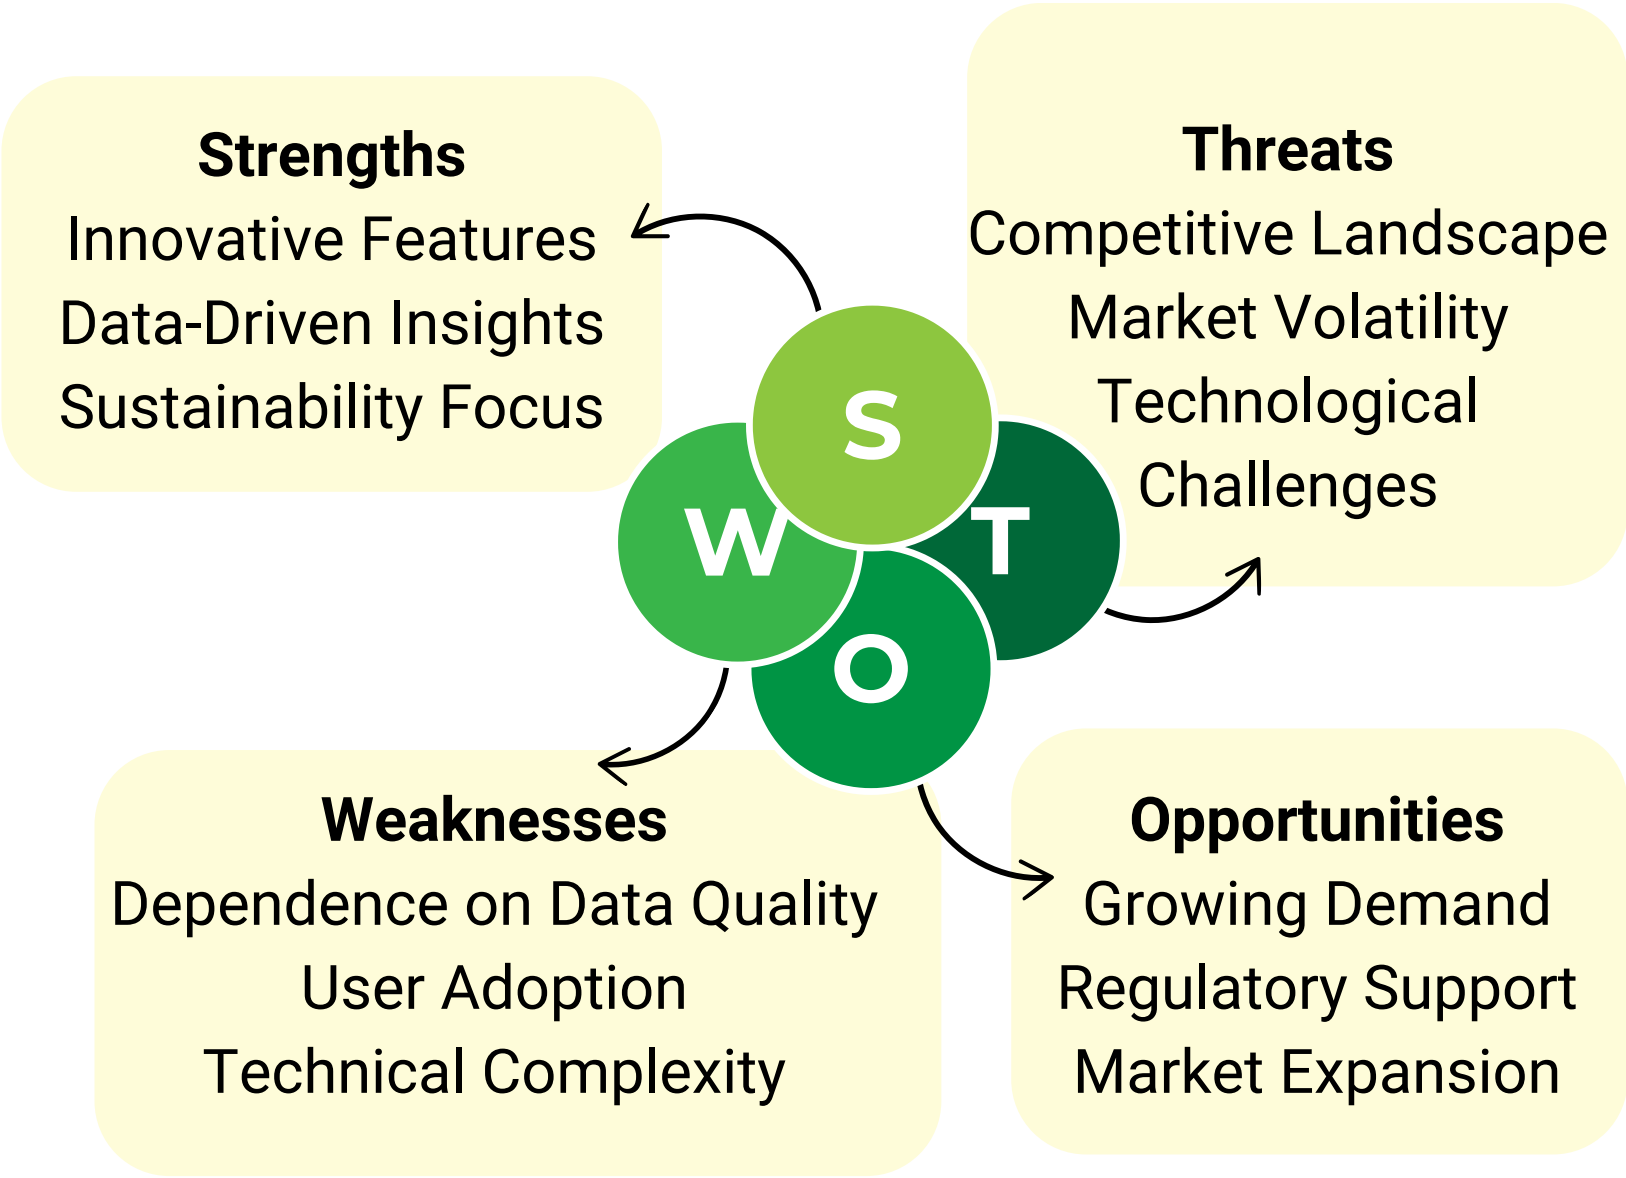 Strengths
Innovative Features
Data-Driven Insights
Sustainability Focus
Threats
Competitive Landscape
Market Volatility
Technological
Challenges
S
W
T
O
Weaknesses
Dependence on Data Quality
User Adoption
Technical Complexity
Opportunities
Growing Demand
Regulatory Support
Market Expansion